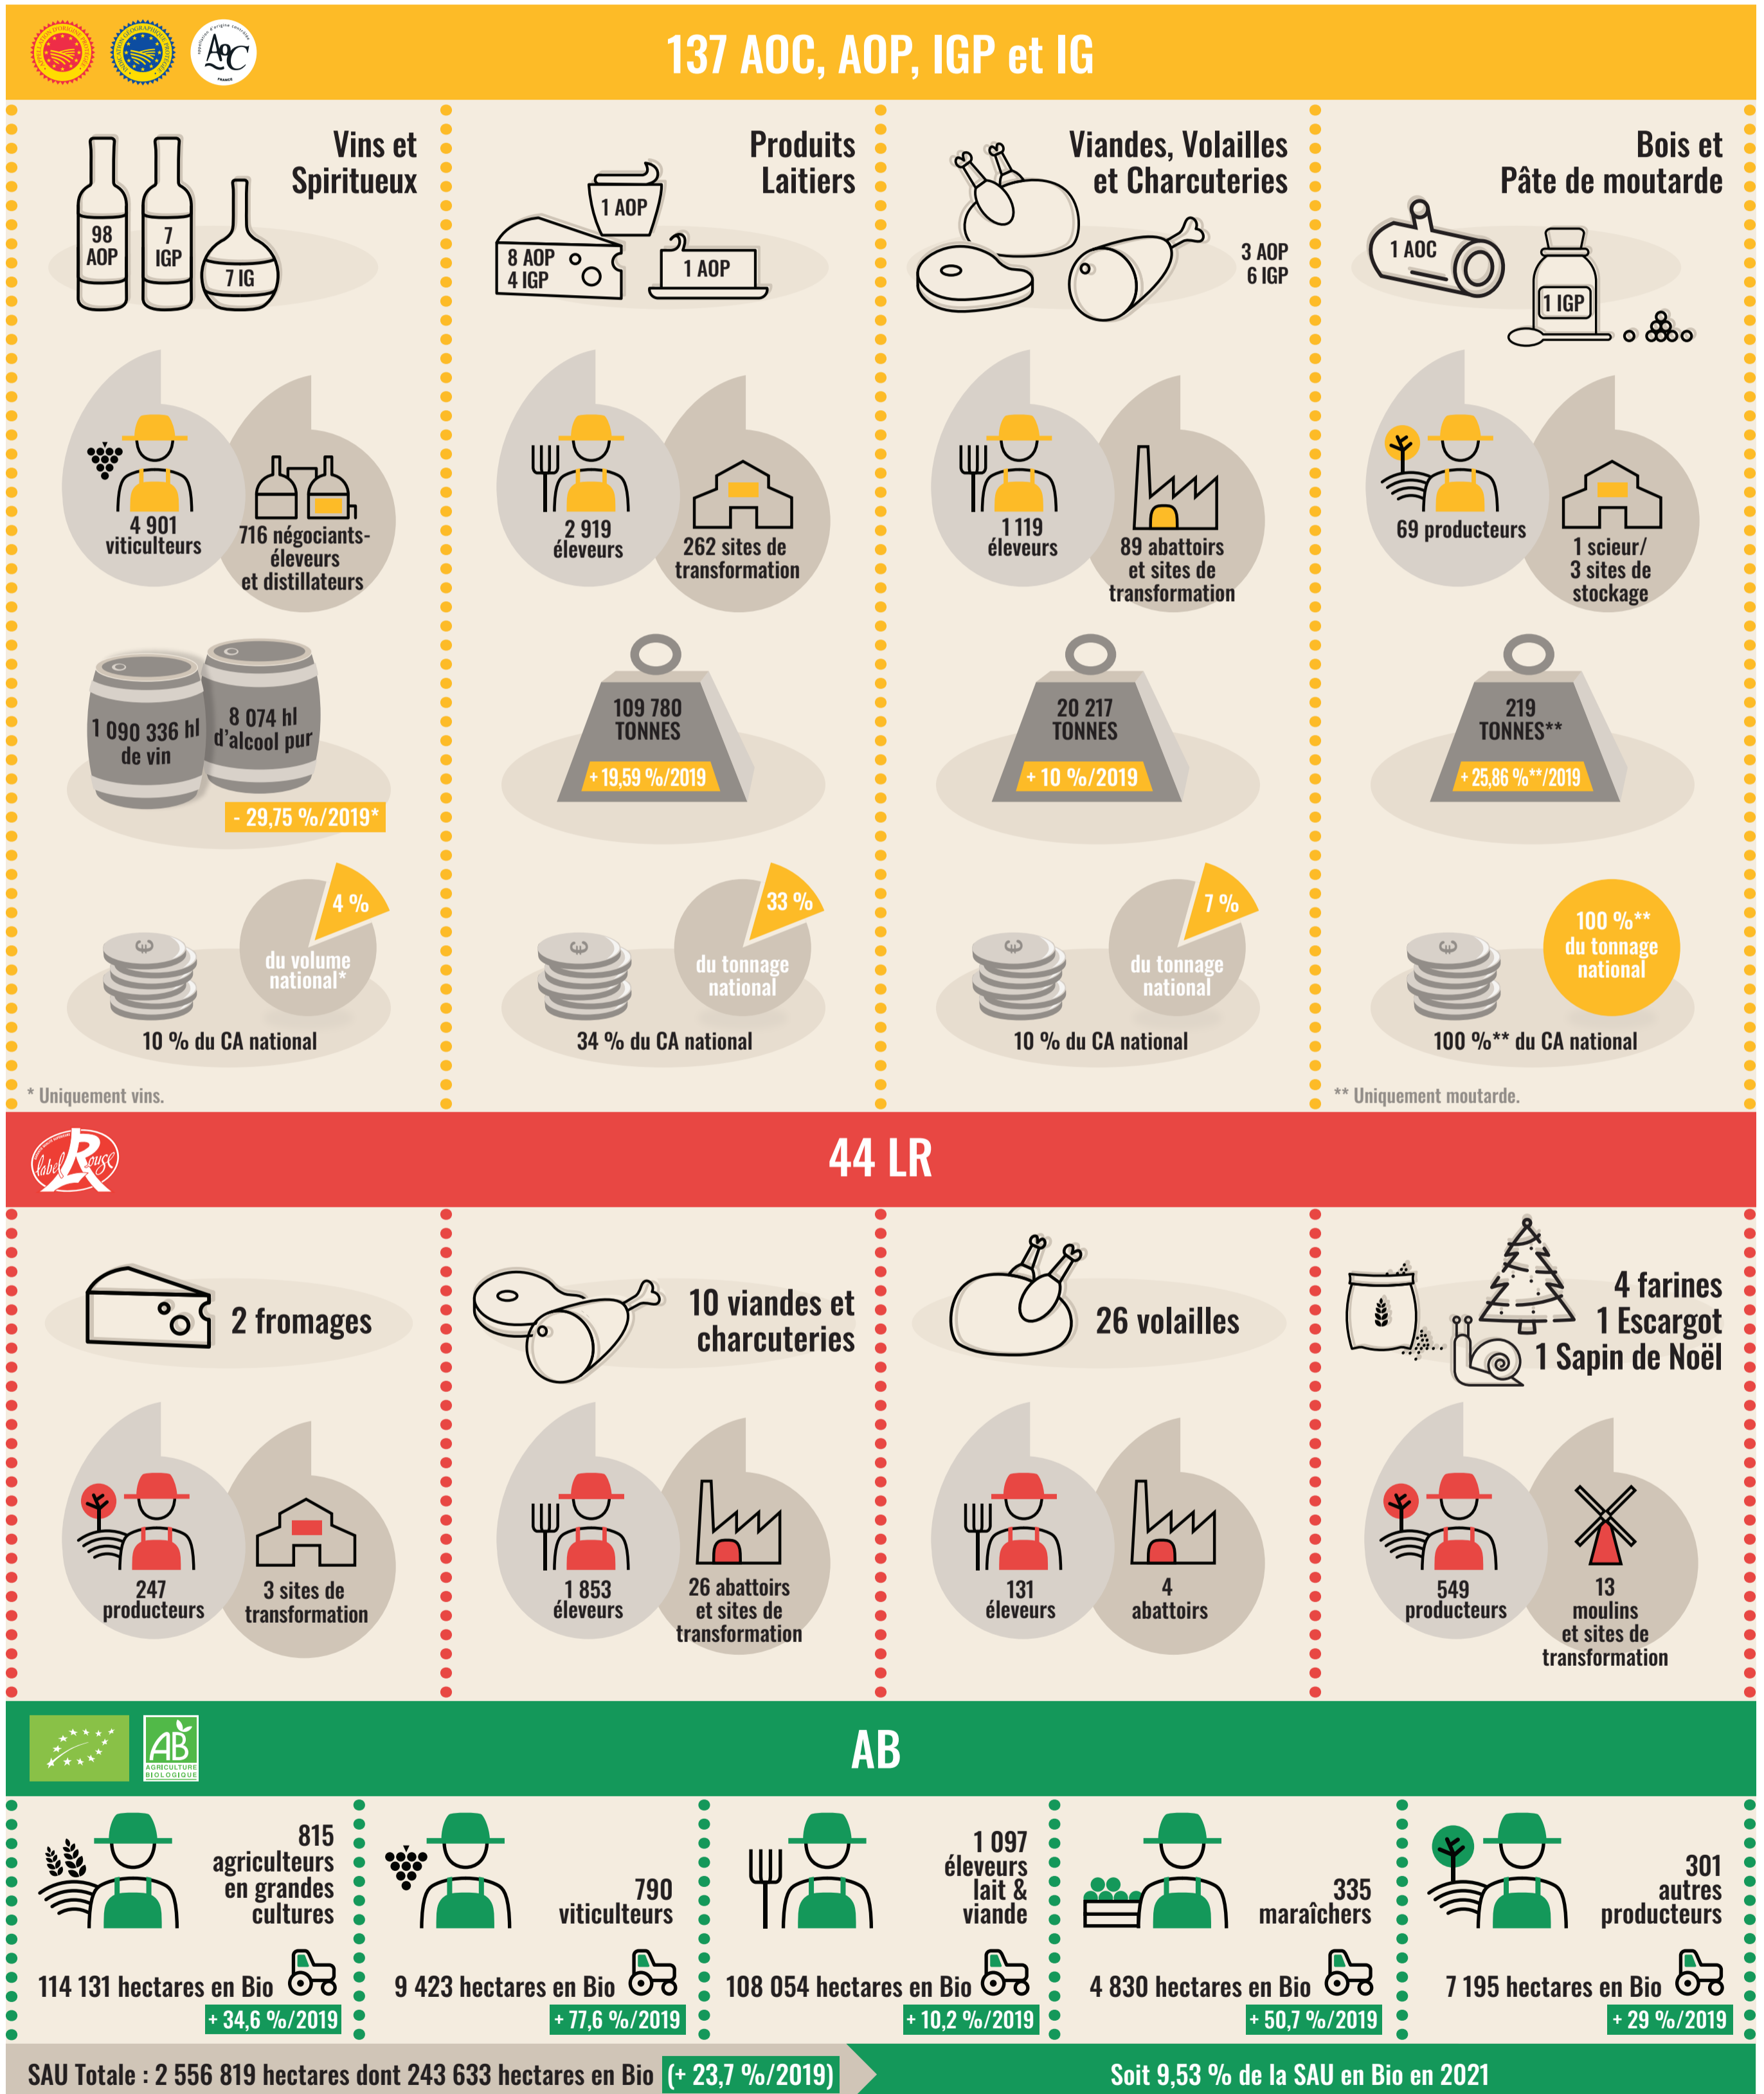 137 AOC, AOP, IGP et IG
AOC
FRANCE
Vins et
Spiritueux
98
AOP
7
IGP
7 IG
4 901
viticulteurs
716 négociants-
éleveurs
et distillateurs
1 090 336 hl
de vin
8 074 hl
d'alcool pur
- 29,75 %/2019*
4 %
du volume
national*
10 % du CA national
* Uniquement vins.
Produits
Laitiers
1 AOP
8 AOP
4 IGP
1 AOP
2 919
éleveurs
262 sites de
transformation
109 780
TONNES
+ 19,59 %/2019
33 %
du tonnage
national
34 % du CA national
Viandes, Volailles
et Charcuteries
3 AOP
6 IGP
1 119
éleveurs
89 abattoirs
et sites de
transformation
20 217
TONNES
+ 10 %/2019
7 %
du tonnage
national
10 % du CA national
Bois et
Pâte de moutarde
1 AOC
1 IGP
69 producteurs
1 scieur/
3 sites de
stockage
219
TONNES**
+ 25,86 %**/2019
100 %**
du tonnage
national
100 %** du CA national
** Uniquement moutarde.
label Rouge
44 LR
2 fromages
247
producteurs
3 sites de
transformation
10 viandes et
charcuteries
1 853
éleveurs
26 abattoirs
et sites de
transformation
26 volailles
131
éleveurs
4
abattoirs
4 farines
1 Escargot
1 Sapin de Noël
549
producteurs
13
moulins
et sites de
transformation
AB
AGRICULTURE
BIOLOGIQUE
AB
815
agriculteurs
en grandes
cultures
114 131 hectares en Bio
+ 34,6 %/2019
790
viticulteurs
9 423 hectares en Bio
+ 77,6 %/2019
1 097
éleveurs
lait &
viande
108 054 hectares en Bio
+ 10,2 %/2019
335
maraîchers
4 830 hectares en Bio
+ 50,7 %/2019
301
autres
producteurs
7 195 hectares en Bio
+ 29 %/2019
SAU Totale : 2 556 819 hectares dont 243 633 hectares en Bio (+ 23,7 %/2019)
Soit 9,53 % de la SAU en Bio en 2021